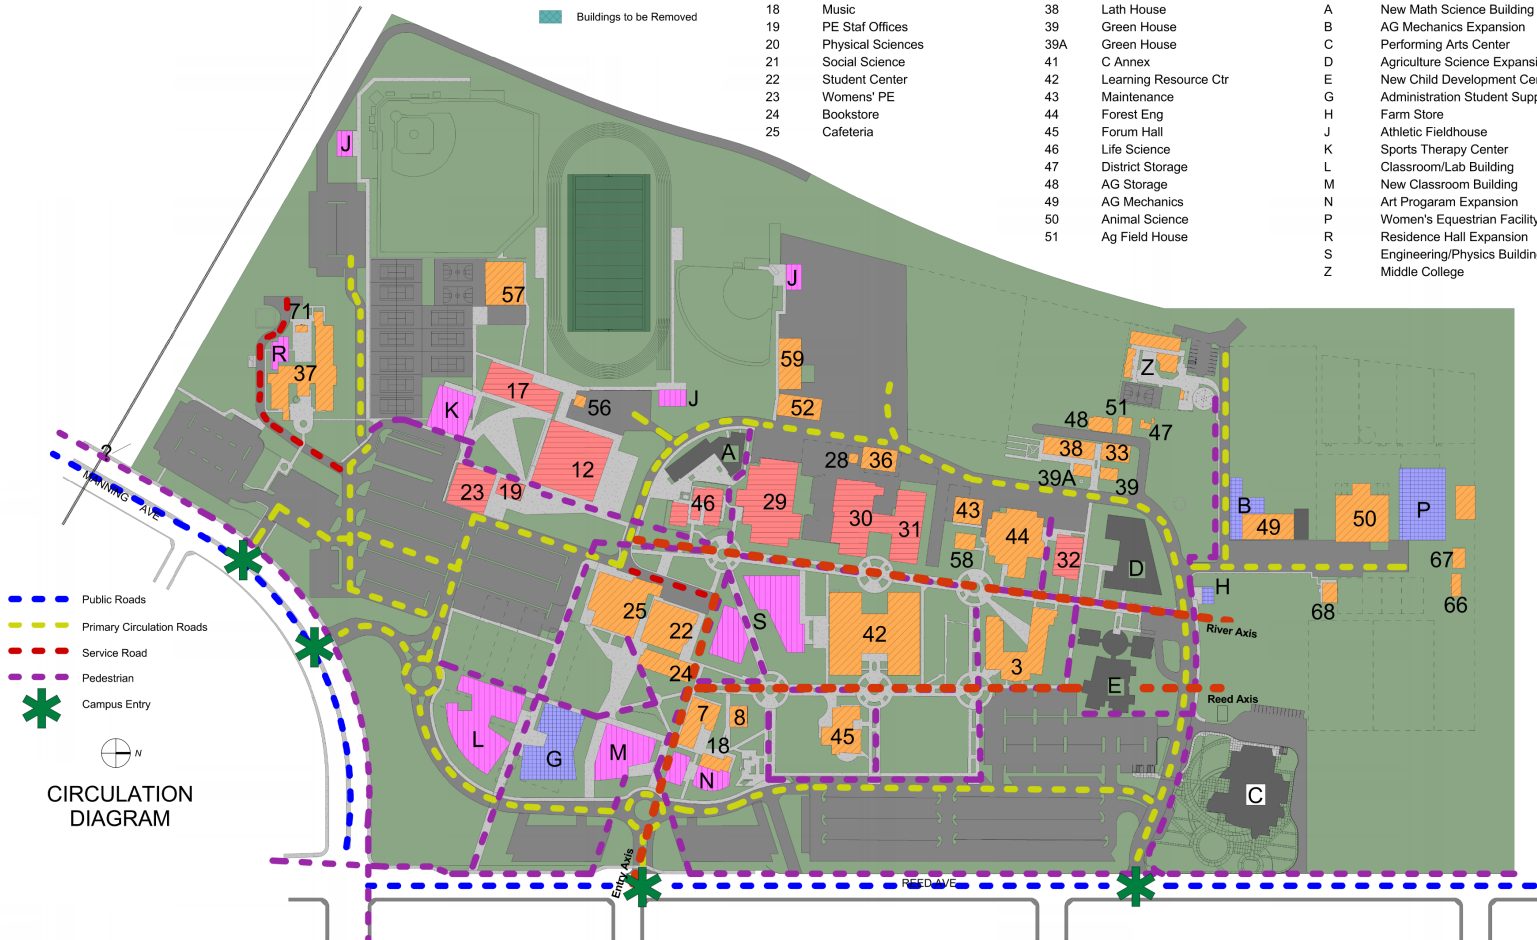 Buildings to be Removed
18 Music
19 PE Staf Offices
20 Physical Sciences
21 Social Science
22 Student Center
23 Womens' PE
24 Bookstore
25 Cafeteria
38 Lath House
39 Green House
39A Green House
41 C Annex
42 Learning Resource Ctr
43 Maintenance
44 Forest Eng
45 Forum Hall
46 Life Science
47 District Storage
48 AG Storage
49 AG Mechanics
50 Animal Science
51 Ag Field House
A New Math Science Building
B AG Mechanics Expansion
C Performing Arts Center
D Agriculture Science Expansi
E New Child Development Ce
G Administration Student Supp
H Farm Store
J Athletic Fieldhouse
K Sports Therapy Center
L Classroom/Lab Building
M New Classroom Building
N Art Progaram Expansion
P Women's Equestrian Facility
R Residence Hall Expansion
S Engineering/Physics Buildin
Z Middle College
J
J
57
71
R
37
59
Z
17
K
J
56
52
51
48
47
A
38
33
28
36
12
39A
39
23
19
46
29
30
31
43
44
B
49
50
P
58
32
D
67
H
68
66
MANNING AVE
?
25
22
24
S
42
3
River Axis
E
Reed Axis
7
8
18
45
L
G
M
N
C
Entry Axis
REED AVE
Public Roads
Primary Circulation Roads
Service Road
Pedestrian
Campus Entry
N
CIRCULATION
DIAGRAM